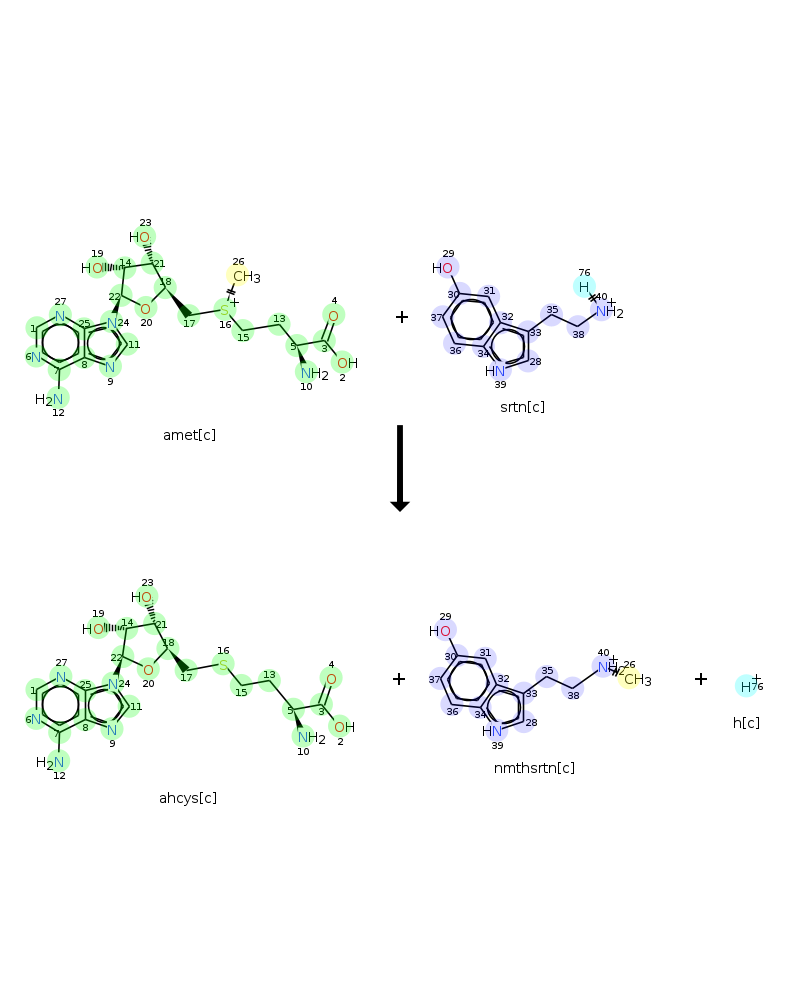 23
HO
19
HO
14
21
26
CH3
18
27
22
N
N
24
O
20
S
+
16
17
1
25
6
N
7
8
N
9
11
15
13
5
3
O
4
OH
2
NH2
10
H2N
12
amet[c]
+
29
HO
30
31
37
32
36
34
33
HN
39
28
35
38
76
H
40
+
NH2
srtn[c]
23
HO
19
HO
14
21
18
27
22
N
N
24
O
20
S
16
17
1
25
6
N
8
N
9
11
15
13
5
3
O
4
OH
2
NH2
10
H2N
12
ahcys[c]
+
29
HO
30
31
37
32
36
34
33
HN
39
28
35
38
40
+
NH2
26
CH3
nmthsrtn[c]
+
H
+
76
h[c]